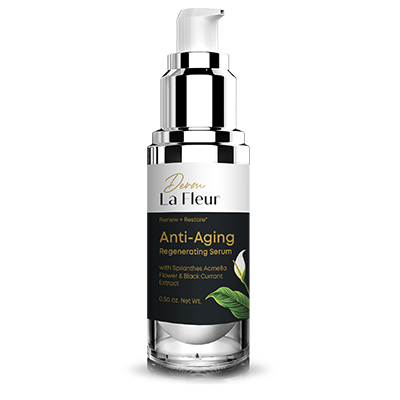 Derm
La Fleur
Renew + Restore*
Anti-Aging
Regenerating Serum
with Spilanthes Acmella
Flower & Black Currant
Extract
0.50 oz. Net Wt.